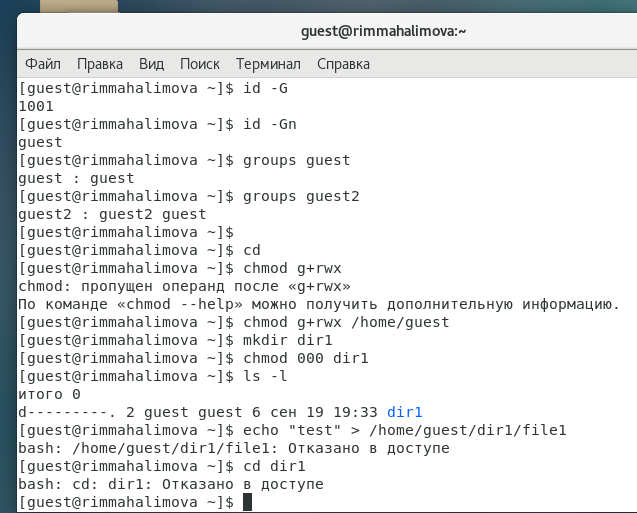 guest@rimmahalimova:~
Файл Правка Вид Поиск Терминал Справка
[guest@rimmahalimova ~]$ id -G
1001
[guest@rimmahalimova ~]$ id -Gn
guest
[guest@rimmahalimova ~]$ groups guest
guest : guest
[guest@rimmahalimova ~]$ groups guest2
guest2 : guest2 guest
[guest@rimmahalimova ~]$
[guest@rimmahalimova ~]$ cd
[guest@rimmahalimova ~]$ chmod g+rwx
chmod: пропущен операнд после «g+rwx»
По команде «chmod --help» можно получить дополнительную информацию.
[guest@rimmahalimova ~]$ chmod g+rwx /home/guest
[guest@rimmahalimova ~]$ mkdir dir1
[guest@rimmahalimova ~]$ chmod 000 dir1
[guest@rimmahalimova ~]$ ls -l
итого 0
d---------. 2 guest guest 6 сен 19 19:33 dir1
[guest@rimmahalimova ~]$ echo "test" > /home/guest/dir1/file1
bash: /home/guest/dir1/file1: Отказано в доступе
[guest@rimmahalimova ~]$ cd dir1
bash: cd: dir1: Отказано в доступе
[guest@rimmahalimova ~]$